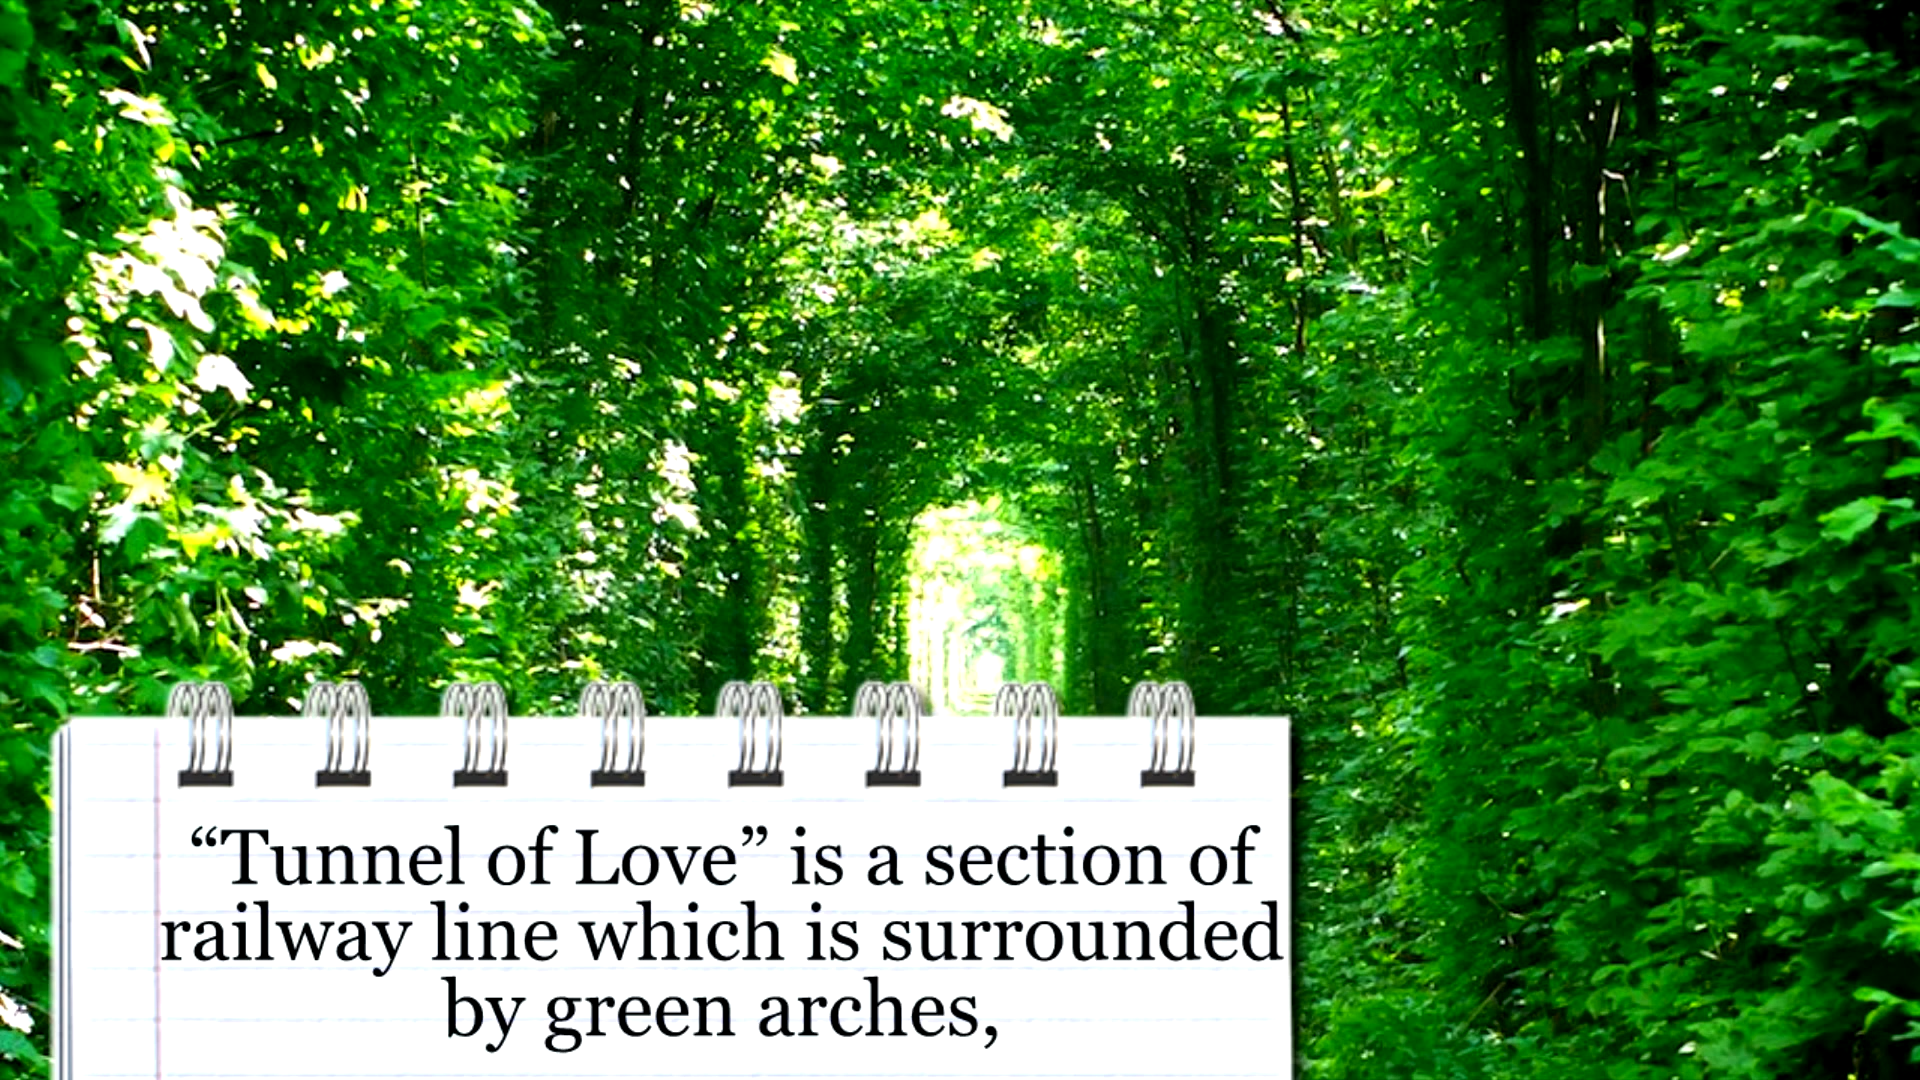 “Tunnel of Love” is a section of
railway line which is surrounded
by green arches,